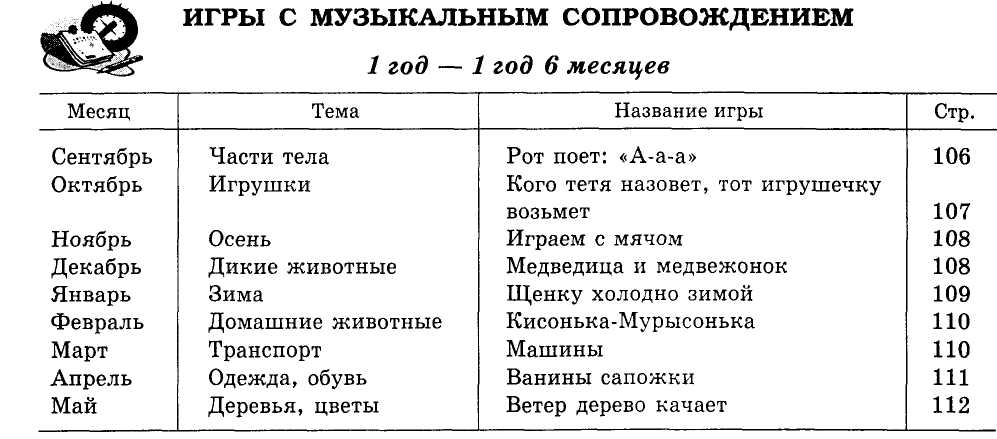 ИГРЫ С МУЗЫКАЛЬНЫМ СОПРОВОЖДЕНИЕМ
1 год — 1 год 6 месяцев
Месяц Тема Название игры Стр.
Сентябрь Части тела Рот поет: «А-а-а» 106
Октябрь Игрушки Кого тетя назовет, тот игрушечку
возьмет 107
Ноябрь Осень Играем с мячом 108
Декабрь Дикие животные Медведица и медвежонок 108
Январь Зима Щенку холодно зимой 109
Февраль Домашние животные Кисонька-Мурысонька 110
Март Транспорт Машины 110
Апрель Одежда, обувь Ванины сапожки 111
Май Деревья, цветы Ветер дерево качает 112